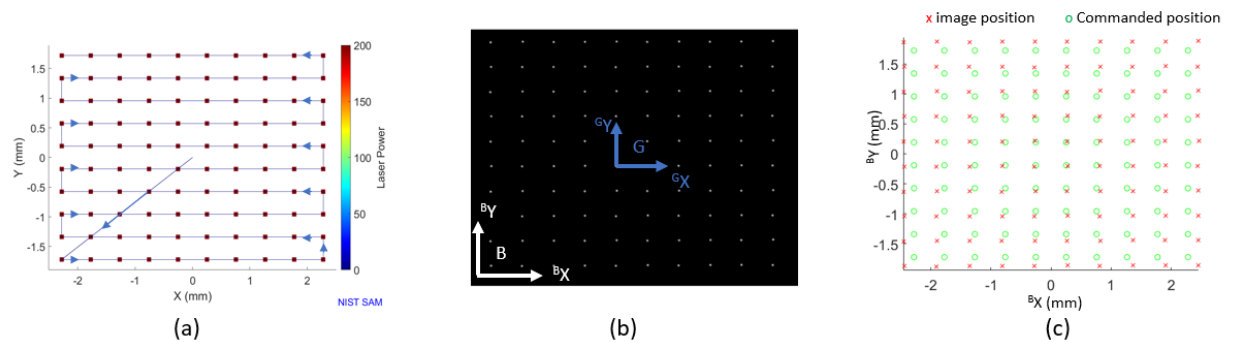 200
150
100
50
0
Laser Power
1.5
1
0.5
0
-0.5
-1
-1.5
Y (mm)
-2
-1
0
1
2
X (mm)
NIST SAM
(a)
GY
G
GX
BY
B
BX
(b)
x image position
o Commanded position
1.5
1
0.5
0
-0.5
-1
-1.5
BY (mm)
-2
-1
0
1
2
BX (mm)
(c)